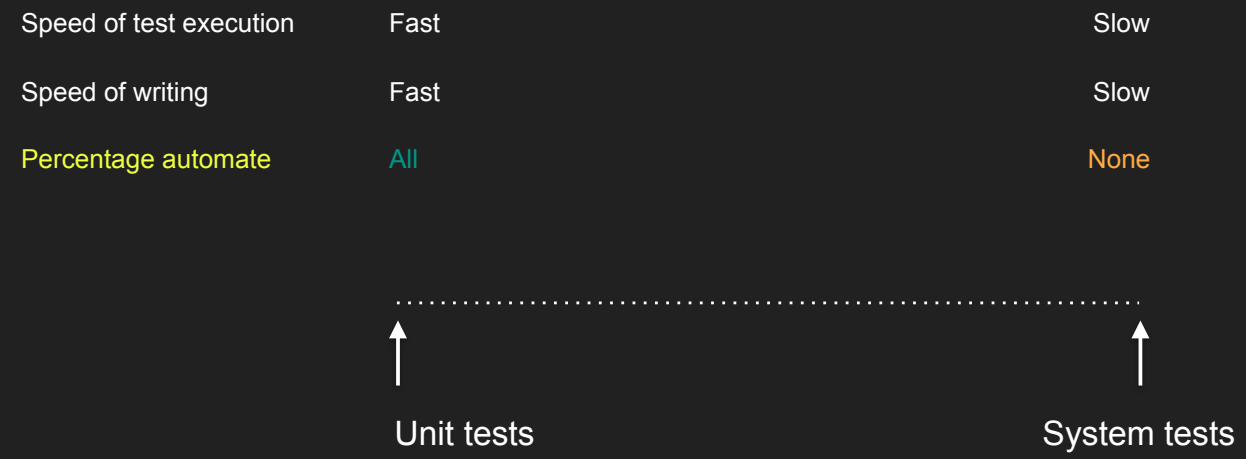 Speed of test execution Fast Slow
Speed of writing Fast Slow
Percentage automate All None
Unit tests System tests